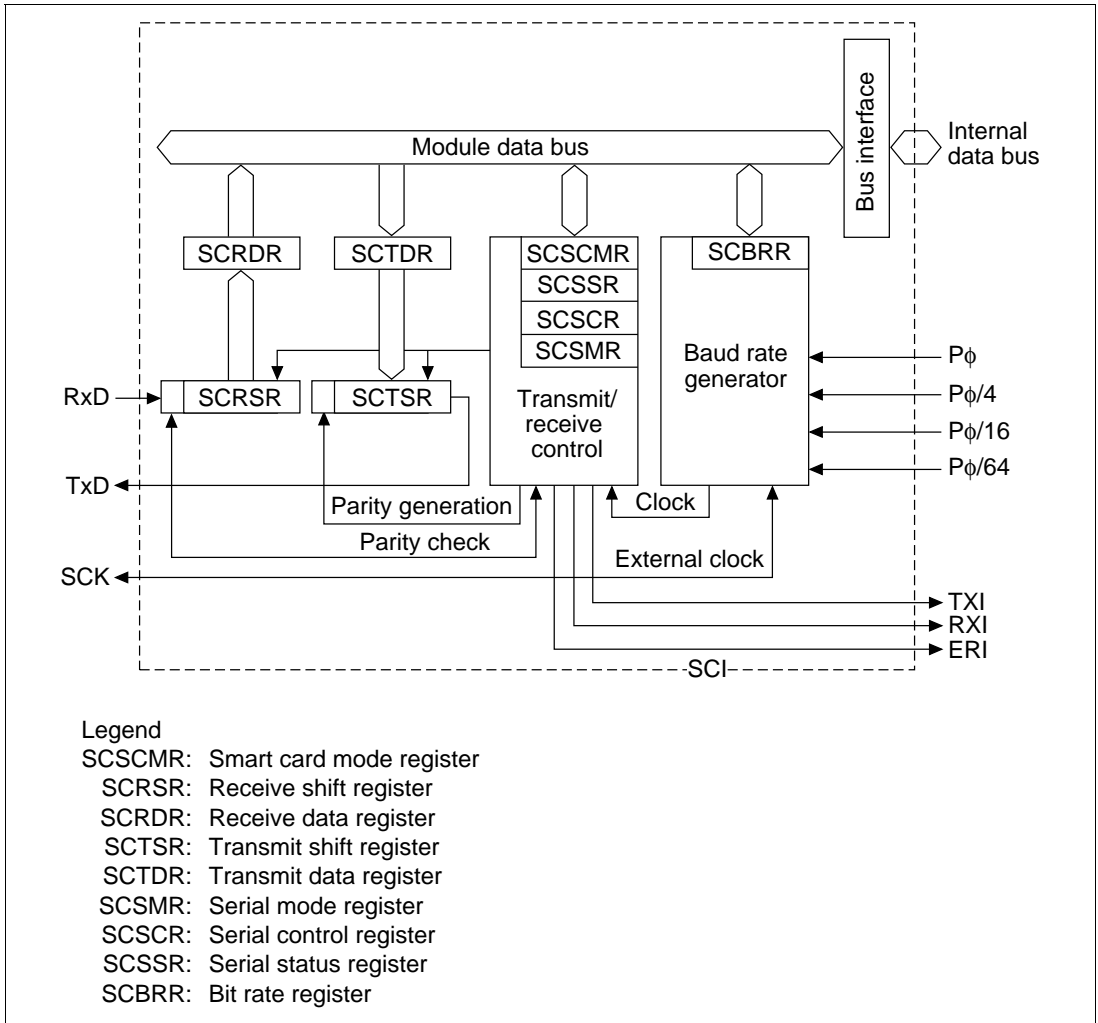 Bus interface
Internal
data bus
Module data bus
SCRDR
SCTDR
SCSCMR
SCSSR
SCSCR
SCSMR
SCBRR
Baud rate
generator
Pϕ
Pϕ/4
Pϕ/16
Pϕ/64
RxD
SCRSR
SCTSR
Transmit/
receive
control
TxD
Parity generation
Clock
Parity check
External clock
SCK
TXI
RXI
ERI
SCI
Legend
SCSCMR: Smart card mode register
SCRSR: Receive shift register
SCRDR: Receive data register
SCTSR: Transmit shift register
SCTDR: Transmit data register
SCSMR: Serial mode register
SCSCR: Serial control register
SCSSR: Serial status register
SCBRR: Bit rate register